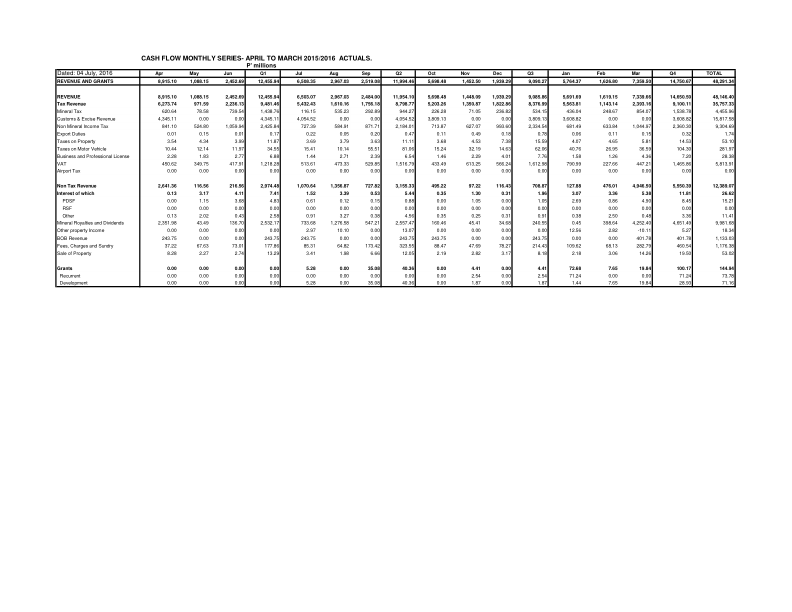 CASH FLOW MONTHLY SERIES- APRIL TO MARCH 2015/2016 ACTUALS.
P' millions
Dated: 04 July, 2016 Apr May Jun Q1 Jul Aug Sep Q2 Oct Nov Dec Q3 Jan Feb Mar Q4 TOTAL
REVENUE AND GRANTS 8,915.10 1,088.15 2,452.69 12,455.94 6,508.35 2,967.03 2,519.08 11,994.46 5,698.48 1,452.50 1,939.29 9,090.27 5,764.37 1,626.80 7,359.50 14,750.67 48,291.34
REVENUE 8,915.10 1,088.15 2,452.69 12,455.94 6,503.07 2,967.03 2,484.00 11,954.10 5,698.48 1,448.09 1,939.29 9,085.86 5,691.69 1,619.15 7,339.66 14,650.50 48,146.40
Tax Revenue 6,273.74 971.59 2,236.13 9,481.46 5,432.43 1,610.16 1,756.18 8,798.77 5,203.26 1,350.87 1,822.86 8,376.99 5,563.81 1,143.14 2,393.16 9,100.11 35,757.33
Mineral Tax 620.64 78.58 739.54 1,438.76 116.15 535.23 292.89 944.27 226.28 71.05 236.82 534.15 436.04 248.67 854.07 1,538.78 4,455.96
Customs & Excise Revenue 4,345.11 0.00 0.00 4,345.11 4,054.52 0.00 0.00 4,054.52 3,809.13 0.00 0.00 3,809.13 3,608.82 0.00 0.00 3,608.82 15,817.58
Non Mineral Income Tax 841.10 524.80 1,059.94 2,425.84 727.39 594.91 871.71 2,194.01 713.87 627.07 993.60 2,334.54 681.49 633.84 1,044.97 2,360.30 9,304.69
Export Duties 0.01 0.15 0.01 0.17 0.22 0.05 0.20 0.47 0.11 0.49 0.18 0.78 0.06 0.11 0.15 0.32 1.74
Taxes on Property 3.54 4.34 3.99 11.87 3.69 3.79 3.63 11.11 3.68 4.53 7.38 15.59 4.07 4.65 5.81 14.53 53.10
Taxes on Motor Vehicle 10.44 12.14 11.97 34.55 15.41 10.14 55.51 81.06 15.24 32.19 14.63 62.06 40.76 26.95 36.59 104.30 281.97
Business and Professional License 2.28 1.83 2.77 6.88 1.44 2.71 2.39 6.54 1.46 2.29 4.01 7.76 1.58 1.26 4.36 7.20 28.38
VAT 450.62 349.75 417.91 1,218.28 513.61 473.33 529.85 1,516.79 433.49 613.25 566.24 1,612.98 790.99 227.66 447.21 1,465.86 5,813.91
Airport Tax 0.00 0.00 0.00 0.00 0.00 0.00 0.00 0.00 0.00 0.00 0.00 0.00 0.00 0.00 0.00 0.00 0.00
Non Tax Revenue 2,641.36 116.56 216.56 2,974.48 1,070.64 1,356.87 727.82 3,155.33 495.22 97.22 116.43 708.87 127.88 476.01 4,946.50 5,550.39 12,389.07
Interest of which 0.13 3.17 4.11 7.41 1.52 3.39 0.53 5.44 0.35 1.30 0.31 1.96 3.07 3.36 5.38 11.81 26.62
PDSF 0.00 1.15 3.68 4.83 0.61 0.12 0.15 0.88 0.00 1.05 0.00 1.05 2.69 0.86 4.90 8.45 15.21
RSF 0.00 0.00 0.00 0.00 0.00 0.00 0.00 0.00 0.00 0.00 0.00 0.00 0.00 0.00 0.00 0.00 0.00
Other 0.13 2.02 0.43 2.58 0.91 3.27 0.38 4.56 0.35 0.25 0.31 0.91 0.38 2.50 0.48 3.36 11.41
Mineral Royalties and Dividends 2,351.98 43.49 136.70 2,532.17 733.68 1,276.58 547.21 2,557.47 160.46 45.41 34.68 240.55 0.45 398.64 4,252.40 4,651.49 9,981.68
Other property Income 0.00 0.00 0.00 0.00 2.97 10.10 0.00 13.07 0.00 0.00 0.00 0.00 12.56 2.82 -10.11 5.27 18.34
BOB Revenue 243.75 0.00 0.00 243.75 243.75 0.00 0.00 243.75 243.75 0.00 0.00 243.75 0.00 0.00 401.78 401.78 1,133.03
Fees, Charges and Sundry 37.22 67.63 73.01 177.86 85.31 64.82 173.42 323.55 88.47 47.69 78.27 214.43 109.62 68.13 282.79 460.54 1,176.38
Sale of Property 8.28 2.27 2.74 13.29 3.41 1.98 6.66 12.05 2.19 2.82 3.17 8.18 2.18 3.06 14.26 19.50 53.02
Grants 0.00 0.00 0.00 0.00 5.28 0.00 35.08 40.36 0.00 4.41 0.00 4.41 72.68 7.65 19.84 100.17 144.94
Recurrent 0.00 0.00 0.00 0.00 0.00 0.00 0.00 0.00 0.00 2.54 0.00 2.54 71.24 0.00 0.00 71.24 73.78
Development 0.00 0.00 0.00 0.00 5.28 0.00 35.08 40.36 0.00 1.87 0.00 1.87 1.44 7.65 19.84 28.93 71.16